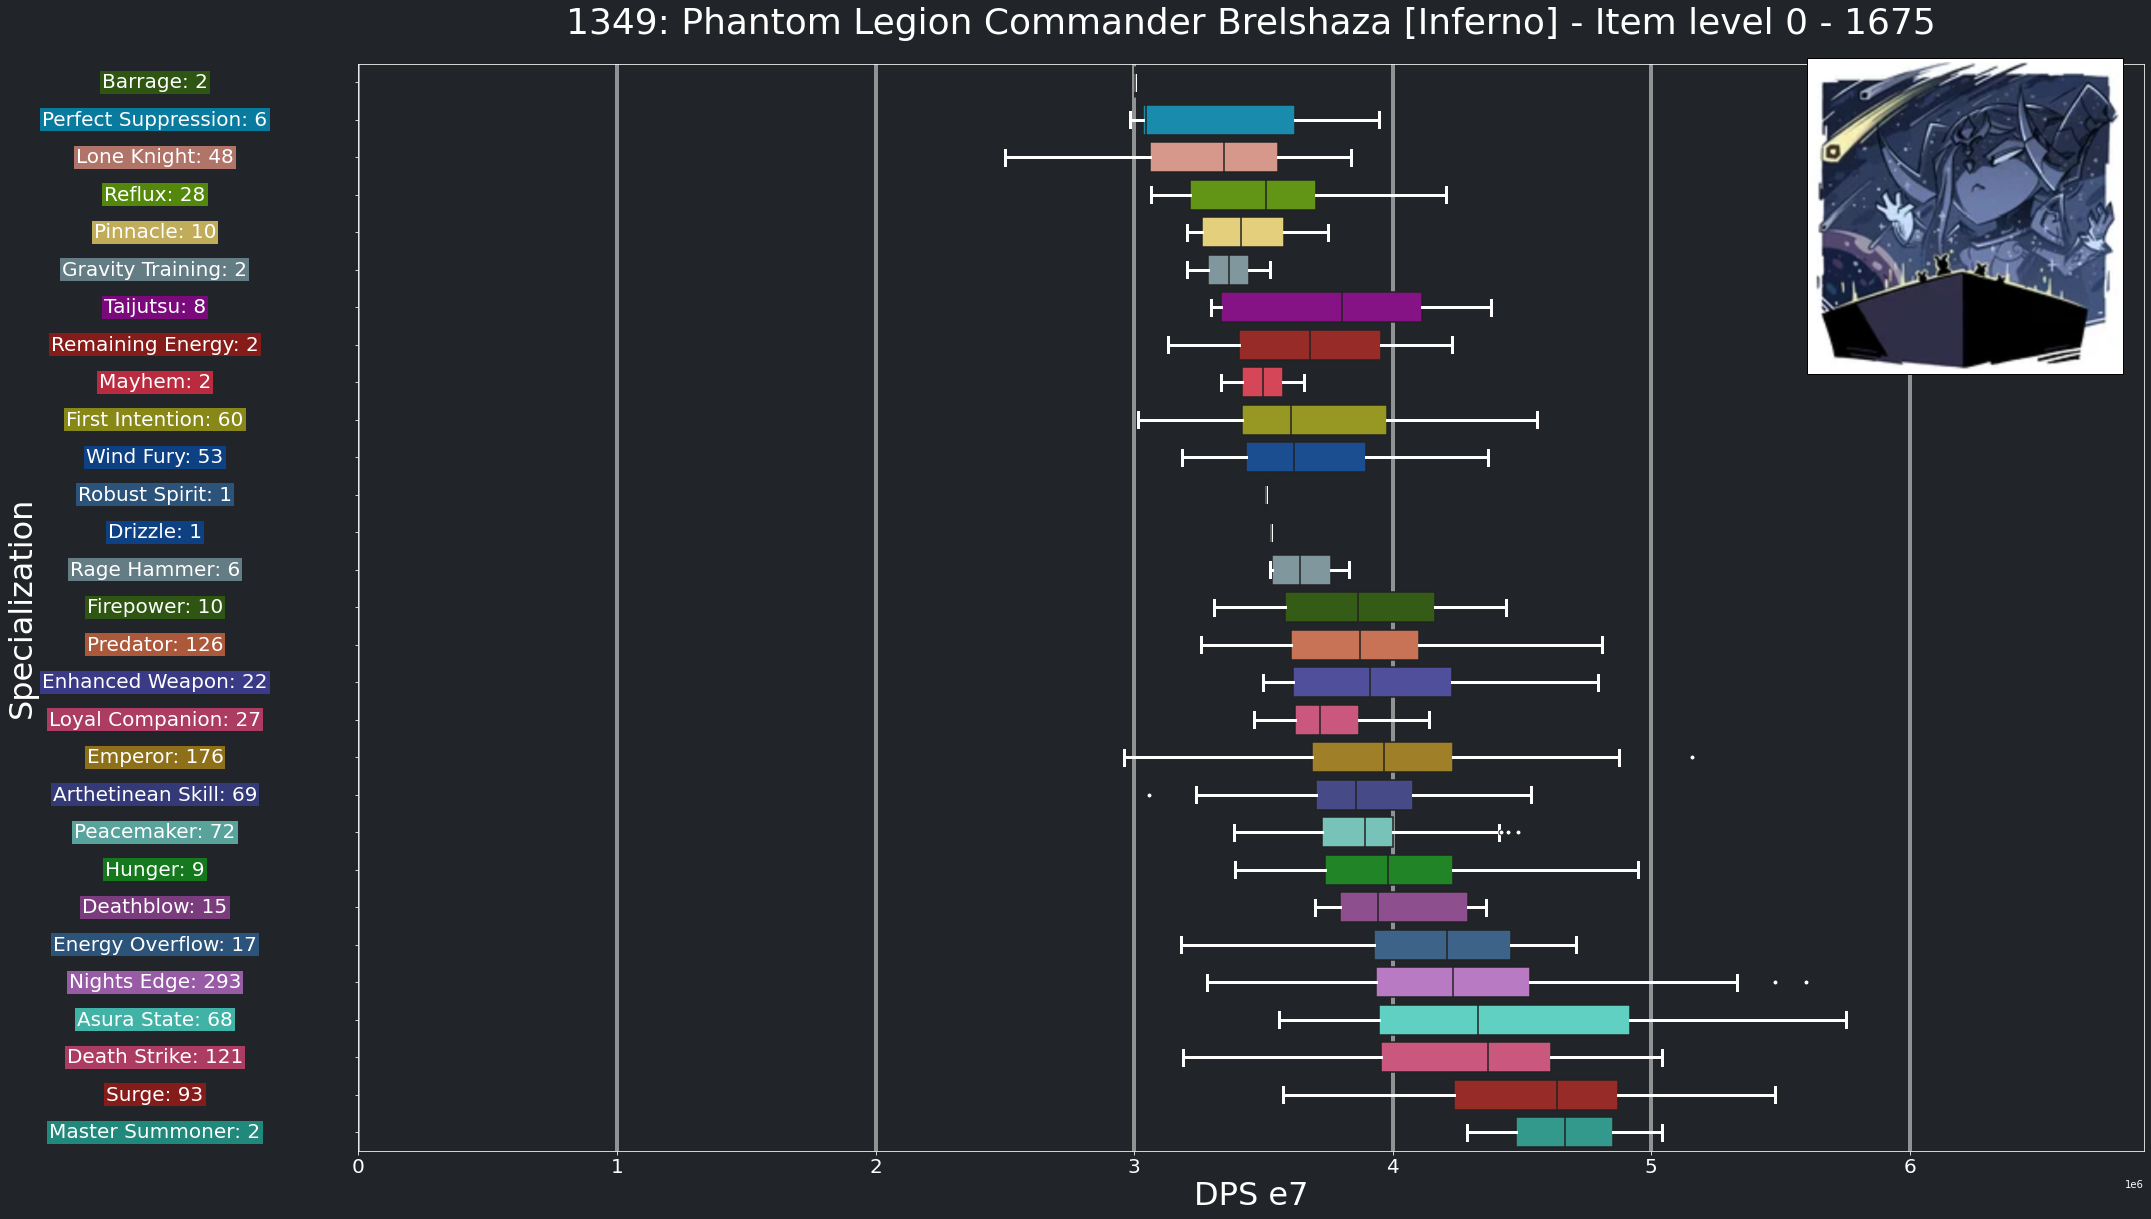 1349: Phantom Legion Commander Brelshaza [Inferno] - Item level 0 - 1675
Specialization
Barrage: 2
Perfect Suppression: 6
Lone Knight: 48
Reflux: 28
Pinnacle: 10
Gravity Training: 2
Taijutsu: 8
Remaining Energy: 2
Mayhem: 2
First Intention: 60
Wind Fury: 53
Robust Spirit: 1
Drizzle: 1
Rage Hammer: 6
Firepower: 10
Predator: 126
Enhanced Weapon: 22
Loyal Companion: 27
Emperor: 176
Arthetinean Skill: 69
Peacemaker: 72
Hunger: 9
Deathblow: 15
Energy Overflow: 17
Nights Edge: 293
Asura State: 68
Death Strike: 121
Surge: 93
Master Summoner: 2
0 1 2 3 4 5 6
DPS e7
1e6